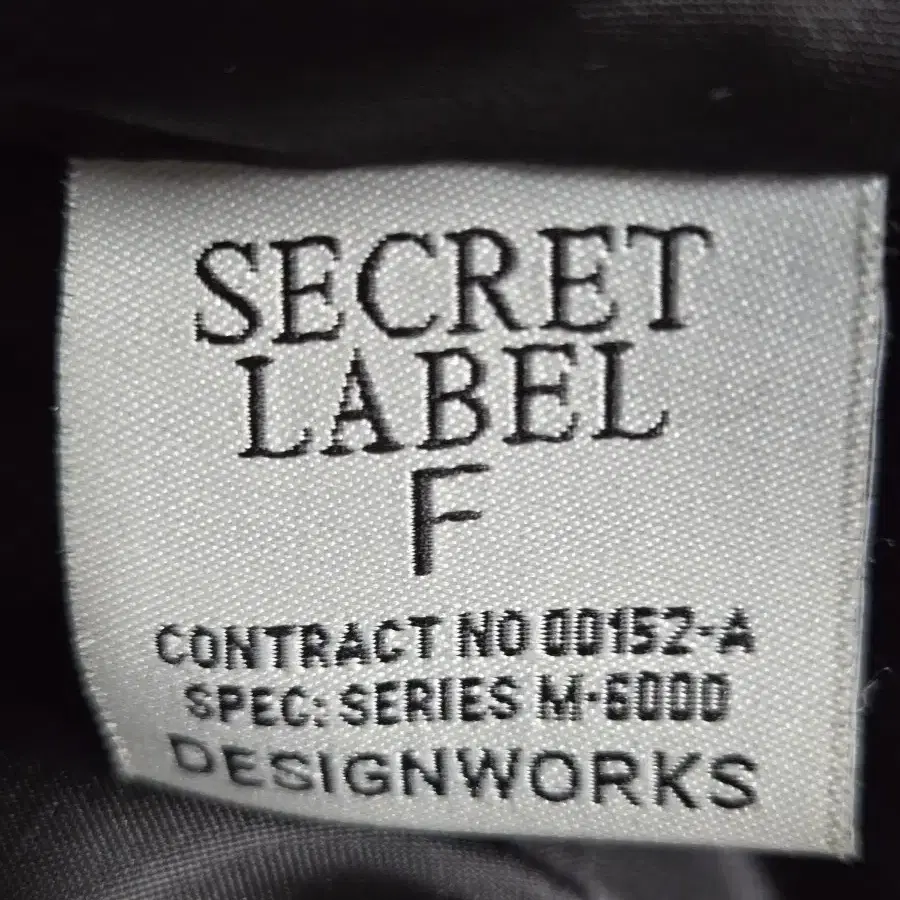 SECRET
LABEL
F
CONTRACT NO 00152-A
SPEC: SERIES M-6000
DESIGNWORKS